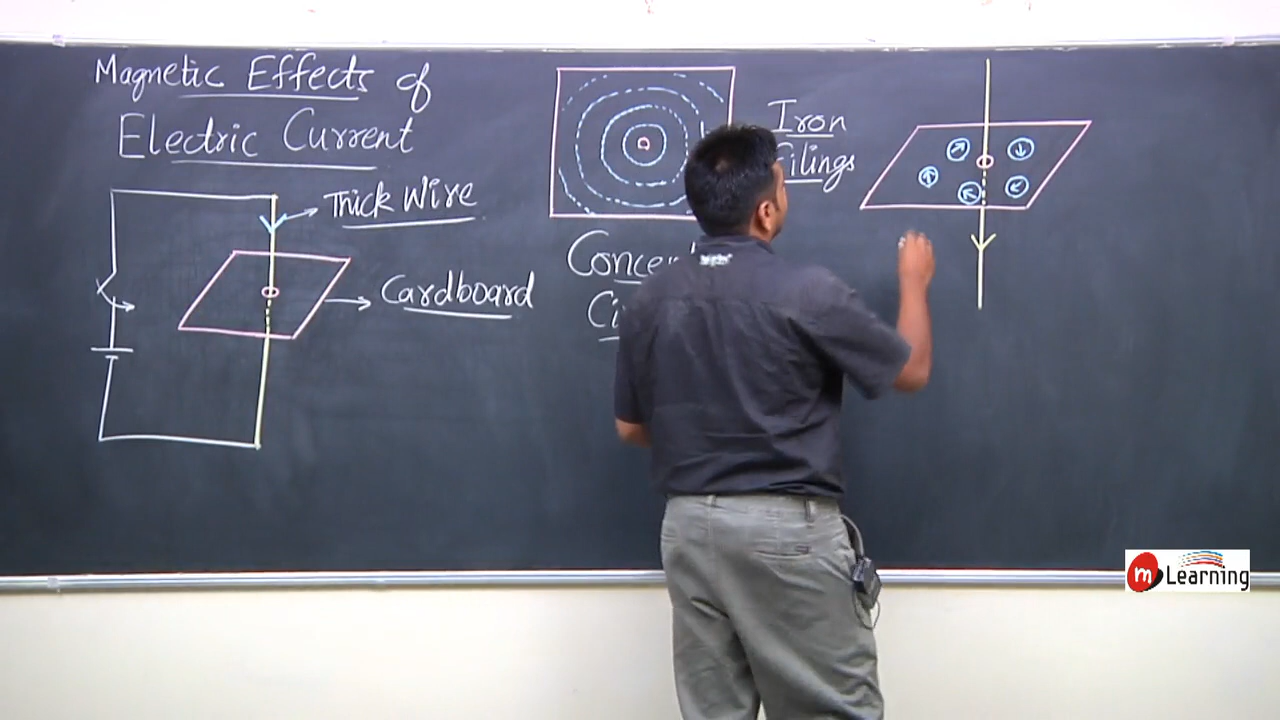 Magnetic Effects of
Electric Current
Thick Wire
Cardboard
Iron
Filings
m Learning